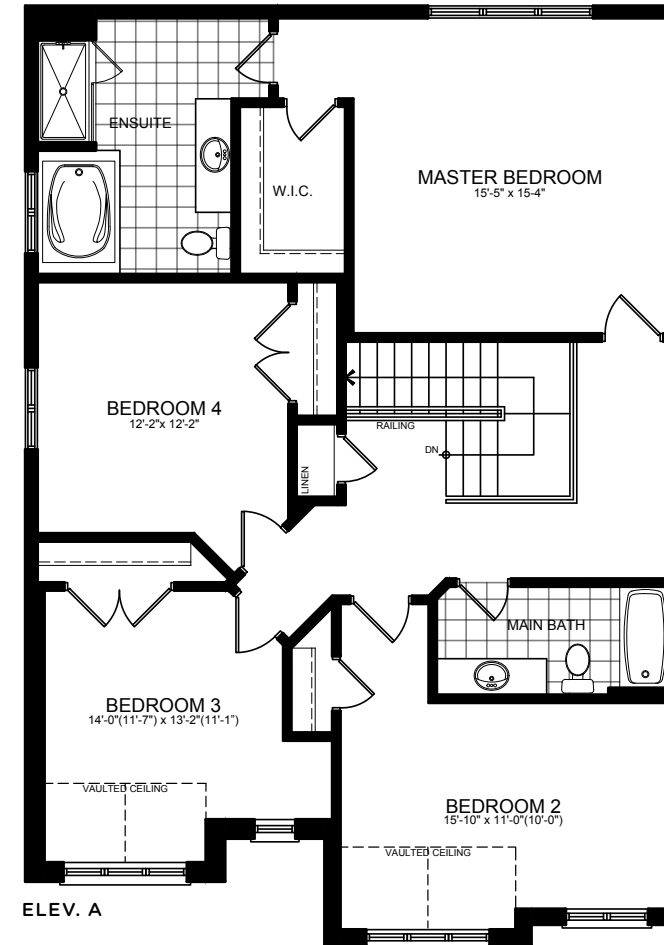 ENSUITE
W.I.C.
MASTER BEDROOM
15'-5" x 15-4"
BEDROOM 4
12'-2"x 12'-2"
RAILING
DN
LINEN
MAIN BATH
BEDROOM 3
14'-0"(11'-7") x 13'-2"(11'-1")
VAULTED CEILING
BEDROOM 2
15'-10" x 11'-0"(10'-0")
VAULTED CEILING
ELEV. A